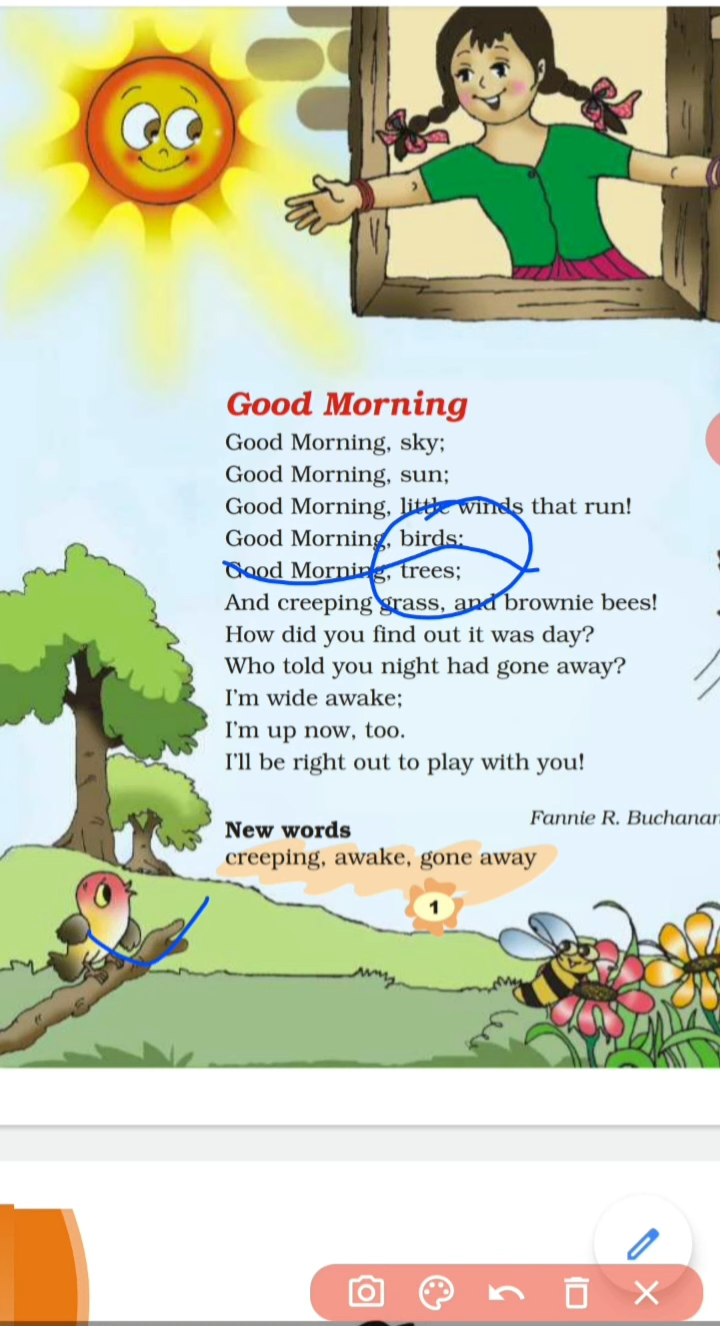 Good Morning
Good Morning, sky;
Good Morning, sun;
Good Morning, little winds that run!
Good Morning, birds;
Good Morning, trees;
And creeping grass, and brownie bees!
How did you find out it was day?
Who told you night had gone away?
I'm wide awake;
I'm up now, too.
I'll be right out to play with you!
Fannie R. Buchanan
New words
creeping, awake, gone away
1